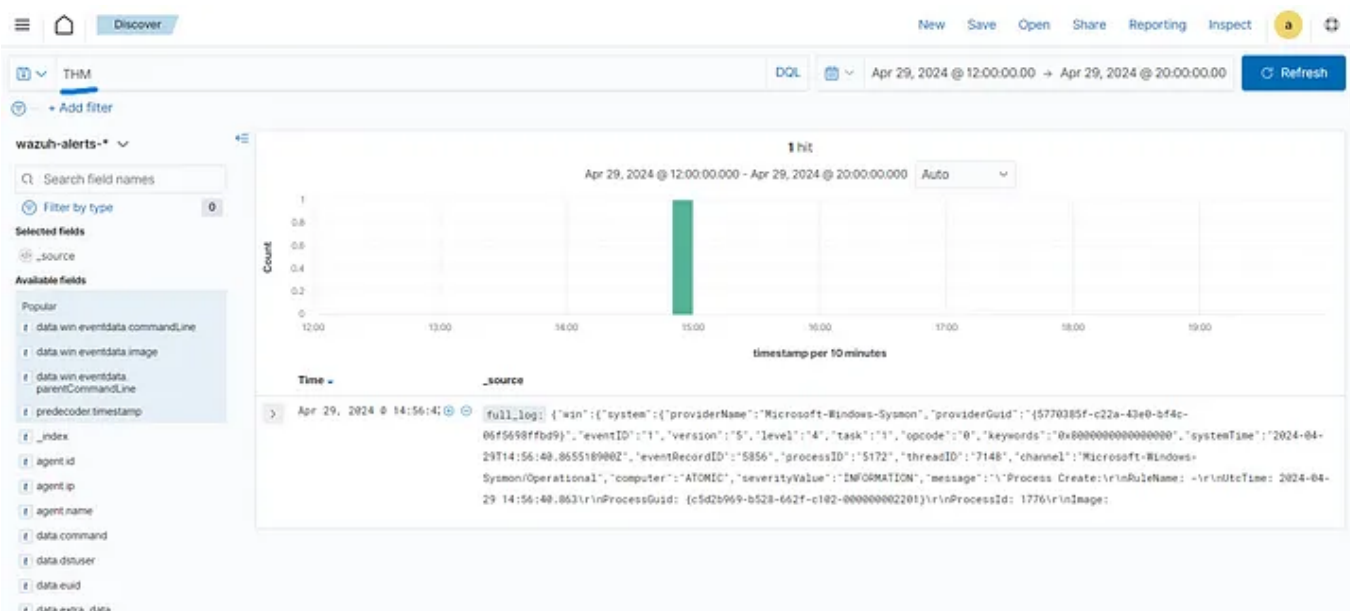 Discover
New Save Open Share Reporting Inspect a
THM DQL Apr 29, 2024 @ 12:00:00.00 → Apr 29, 2024 @ 20:00:00.00 Refresh
+ Add filter
wazuh-alerts-*
Search field names
Filter by type 0
Selected fields
_source
Available fields
Popular
t data.win.eventdata.commandLine
t data.win.eventdata.image
t data.win.eventdata.
parentCommandLine
t predecoder.timestamp
t _index
t agent.id
t agent.ip
t agent.name
t data.command
t data.dstuser
t data.euid
t data.extra_data
1 hit
Apr 29, 2024 @ 12:00:00.000 - Apr 29, 2024 @ 20:00:00.000 Auto
Count
1
0.8
0.6
0.4
0.2
0
12:00 13:00 14:00 15:00 16:00 17:00 18:00 19:00
timestamp per 10 minutes
Time _source
Apr 29, 2024 @ 14:56:42 full_log: {"win":{"system":{"providerName":"Microsoft-Windows-Sysmon","providerGuid":"{5770385f-c22a-43e0-bf4c-
06f5698ffbd9}","eventID":"1","version":"5","level":"4","task":"1","opcode":"0","keywords":"0x8000000000000000","systemTime":"2024-04-
29T14:56:40.865518900Z","eventRecordID":"5856","processID":"5172","threadID":"7148","channel":"Microsoft-Windows-
Sysmon/Operational","computer":"ATOMIC","severityValue":"INFORMATION","message":"\"Process Create:\r\nRuleName: -\r\nUtcTime: 2024-04-
29 14:56:40.863\r\nProcessGuid: {c5d2b969-b528-662f-c102-000000002201}\r\nProcessId: 1776\r\nImage: